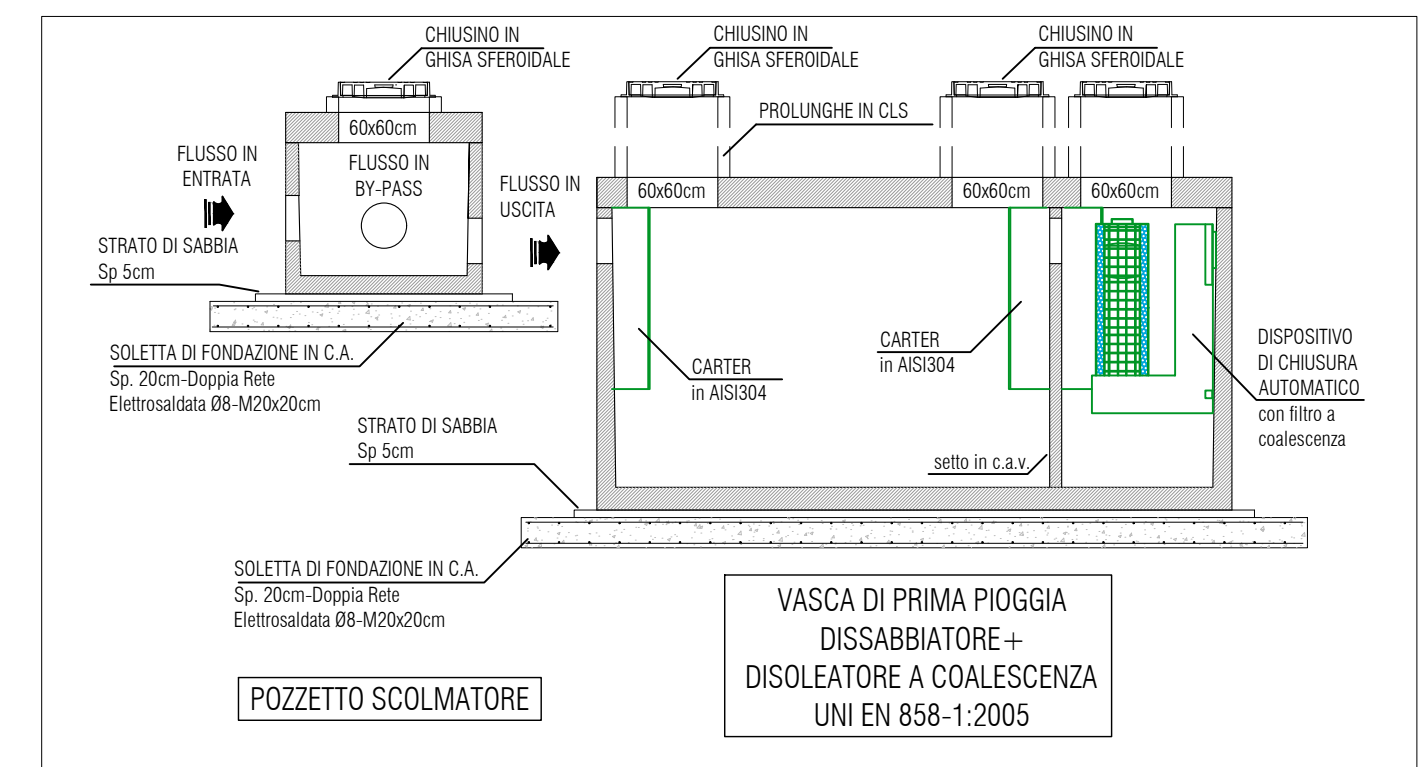 CHIUSINO IN
GHISA SFEROIDALE
CHIUSINO IN
GHISA SFEROIDALE
CHIUSINO IN
GHISA SFEROIDALE
PROLUNGHE IN CLS
60x60cm
FLUSSO IN
ENTRATA
FLUSSO IN
BY-PASS
FLUSSO IN
USCITA
60x60cm
60x60cm
60x60cm
STRATO DI SABBIA
Sp 5cm
SOLETTA DI FONDAZIONE IN C.A.
Sp. 20cm-Doppia Rete
Elettrosaldata Ø8-M20x20cm
CARTER
in AISI304
CARTER
in AISI304
DISPOSITIVO
DI CHIUSURA
AUTOMATICO
con filtro a
coalescenza
STRATO DI SABBIA
Sp 5cm
setto in c.a.v.
SOLETTA DI FONDAZIONE IN C.A.
Sp. 20cm-Doppia Rete
Elettrosaldata Ø8-M20x20cm
POZZETTO SCOLMATORE
VASCA DI PRIMA PIOGGIA
DISSABBIATORE+
DISOLEATORE A COALESCENZA
UNI EN 858-1:2005